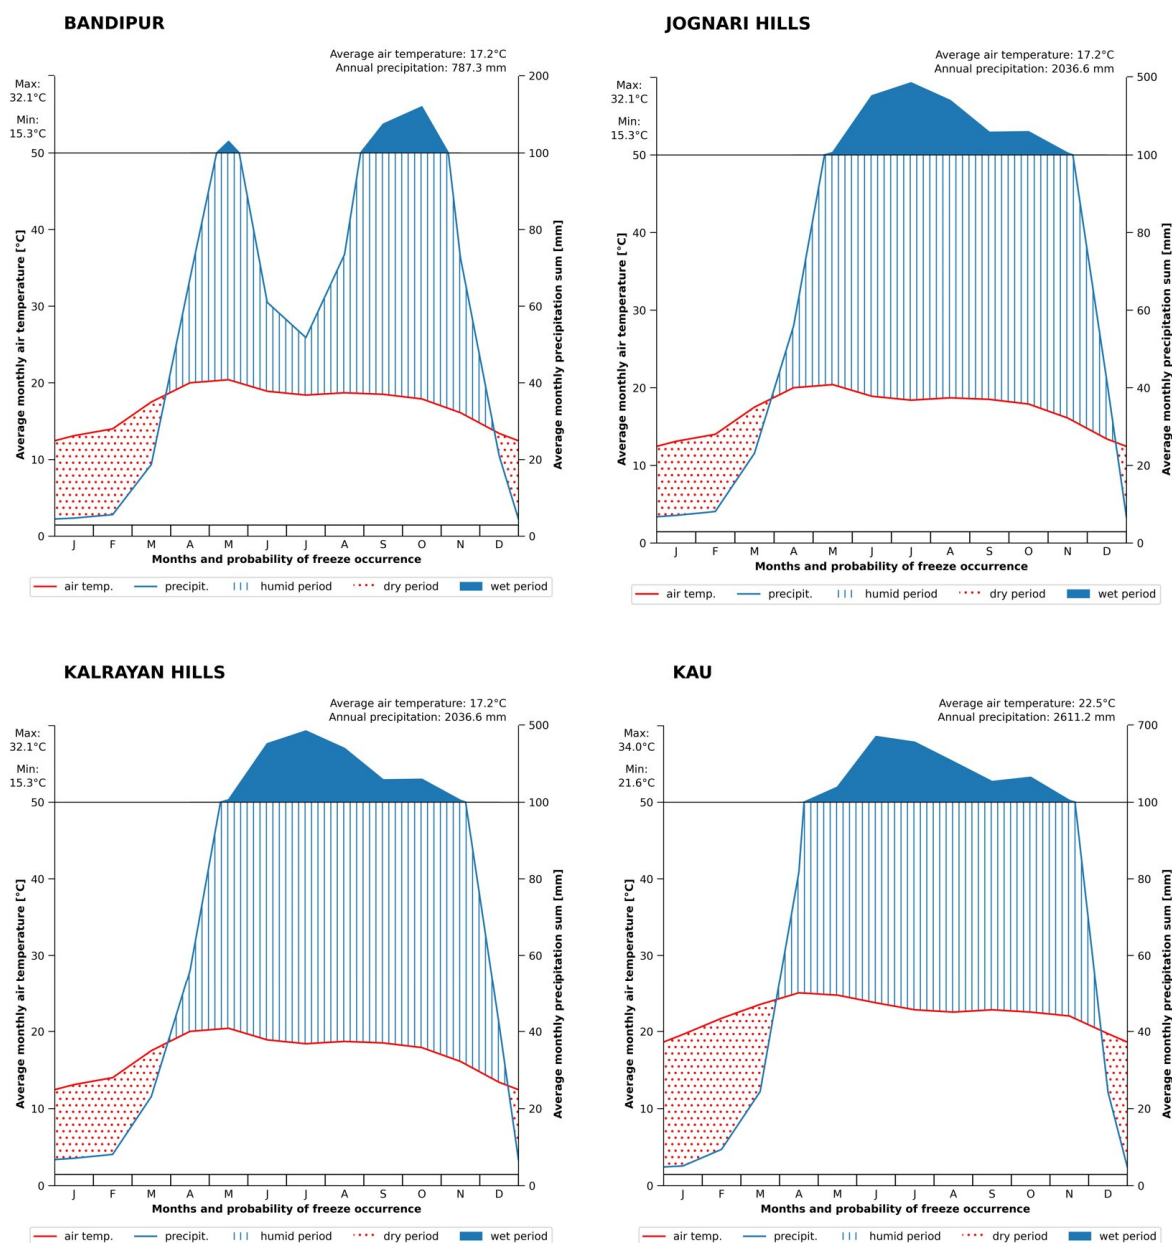 BANDIPUR
Average air temperature: 17.2°C
Annual precipitation: 787.3 mm
Max:
32.1°C
Min:
15.3°C
200
50
100
40
80
30
60
20
40
10
20
0
0
Average monthly air temperature [°C]
Average monthly precipitation sum [mm]
J F M A M J J A S O N D
Months and probability of freeze occurrence
air temp. precipit. humid period dry period wet period
JOGNARI HILLS
Average air temperature: 17.2°C
Annual precipitation: 2036.6 mm
Max:
32.1°C
Min:
15.3°C
500
50
100
40
80
30
60
20
40
10
20
0
0
Average monthly air temperature [°C]
Average monthly precipitation sum [mm]
J F M A M J J A S O N D
Months and probability of freeze occurrence
air temp. precipit. humid period dry period wet period
KALRAYAN HILLS
Average air temperature: 17.2°C
Annual precipitation: 2036.6 mm
Max:
32.1°C
Min:
15.3°C
500
50
100
40
80
30
60
20
40
10
20
0
0
Average monthly air temperature [°C]
Average monthly precipitation sum [mm]
J F M A M J J A S O N D
Months and probability of freeze occurrence
air temp. precipit. humid period dry period wet period
KAU
Average air temperature: 22.5°C
Annual precipitation: 2611.2 mm
Max:
34.0°C
Min:
21.6°C
700
50
100
40
80
30
60
20
40
10
20
0
0
Average monthly air temperature [°C]
Average monthly precipitation sum [mm]
J F M A M J J A S O N D
Months and probability of freeze occurrence
air temp. precipit. humid period dry period wet period